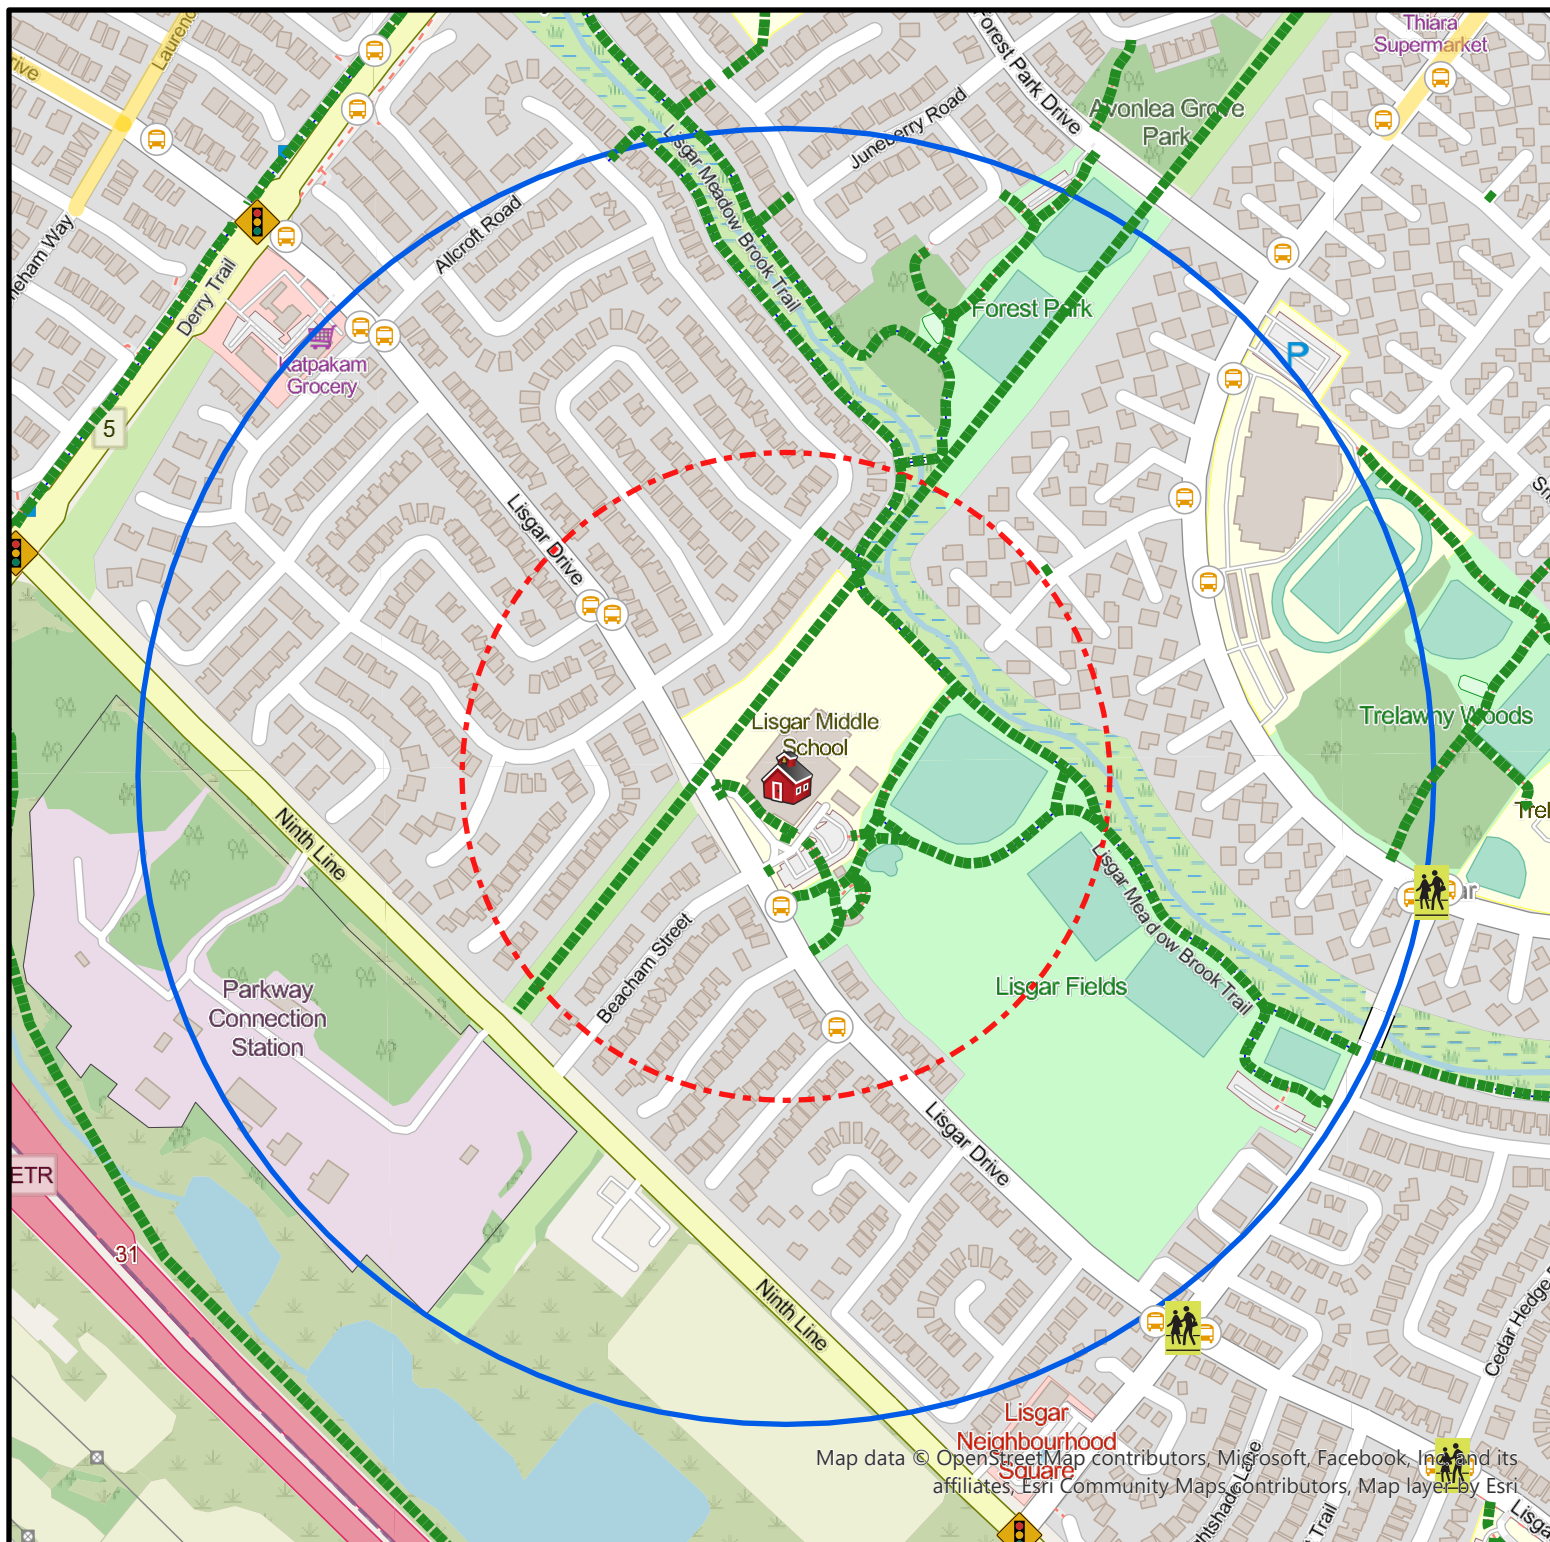 Thiara
Supermarket
Forest Park Drive
Avonlea Grove
Park
Juneberry Road
Lisgar Meadow Brook Trail
Allcroft Road
Derry Trail
Forest Park
Katpakam
Grocery
P
5
Lisgar Drive
Lisgar Middle
School
Trelawny Woods
Ninth Line
Lisgar Meadow Brook Trail
Beacham Street
Parkway
Connection
Station
Lisgar Fields
Lisgar Drive
ETR
31
Ninth Line
Cedar Hedge
Lisgar
Neighbourhood
Square
Map data © OpenStreetMap contributors, Microsoft, Facebook, Inc. and its
affiliates, Esri Community Maps contributors, Map layer by Esri